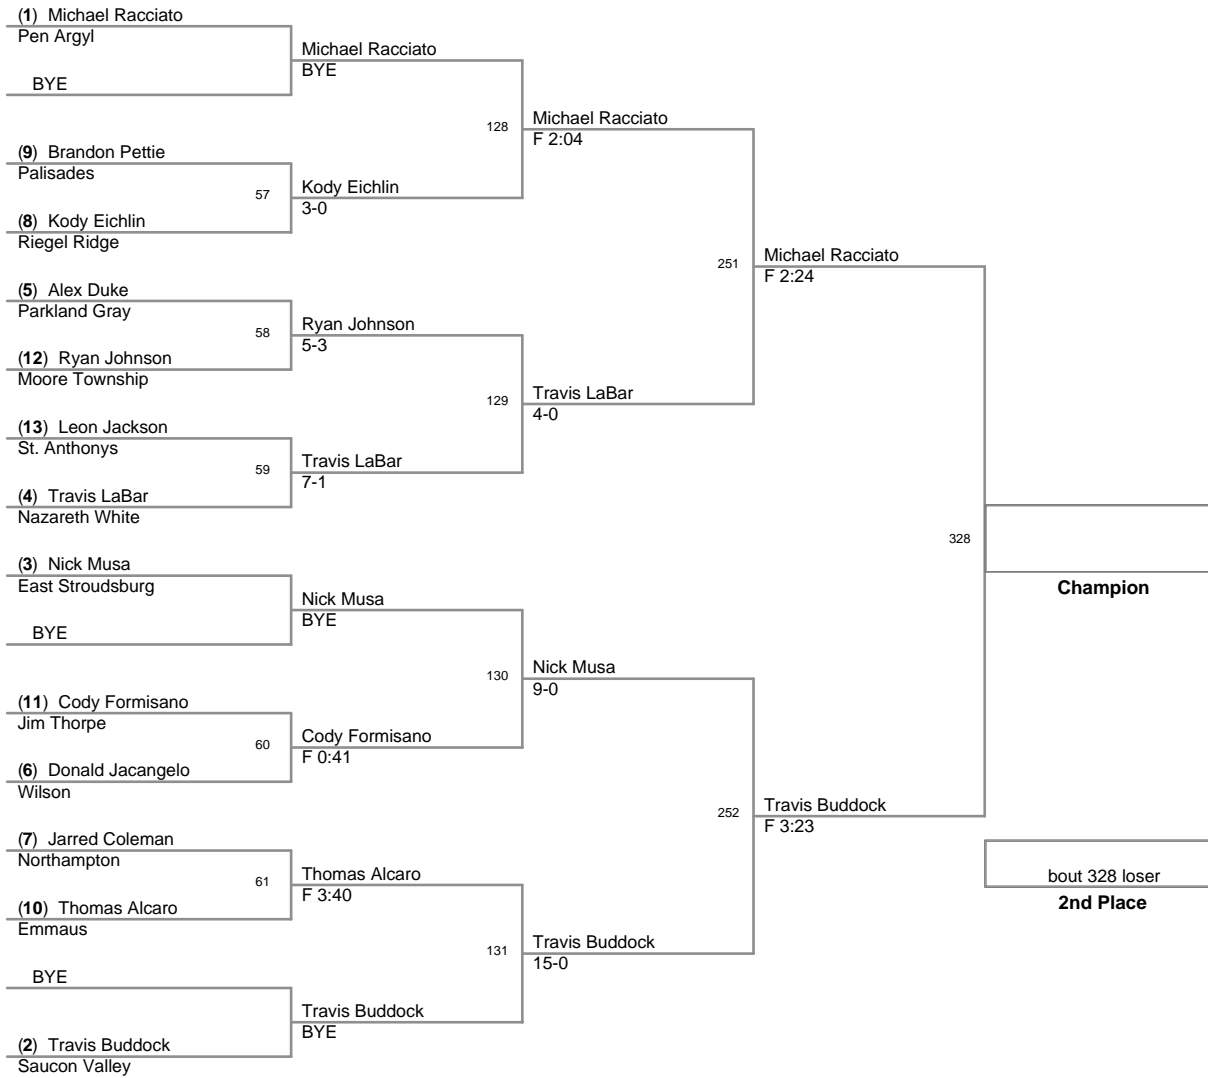 (1) Michael Racciato
Pen Argyl
BYE
(9) Brandon Pettie
Palisades
(8) Kody Eichlin
Riegel Ridge
(5) Alex Duke
Parkland Gray
(12) Ryan Johnson
Moore Township
(13) Leon Jackson
St. Anthonys
(4) Travis LaBar
Nazareth White
(3) Nick Musa
East Stroudsburg
BYE
(11) Cody Formisano
Jim Thorpe
(6) Donald Jacangelo
Wilson
(7) Jarred Coleman
Northampton
(10) Thomas Alcaro
Emmaus
BYE
(2) Travis Buddock
Saucon Valley
57
58
59
60
61
Michael Racciato
BYE
Kody Eichlin
3-0
Ryan Johnson
5-3
Travis LaBar
7-1
Nick Musa
BYE
Cody Formisano
F 0:41
Thomas Alcaro
F 3:40
Travis Buddock
BYE
128
129
130
131
Michael Racciato
F 2:04
Travis LaBar
4-0
Nick Musa
9-0
Travis Buddock
15-0
251
252
Michael Racciato
F 2:24
Travis Buddock
F 3:23
328
Champion
bout 328 loser
2nd Place